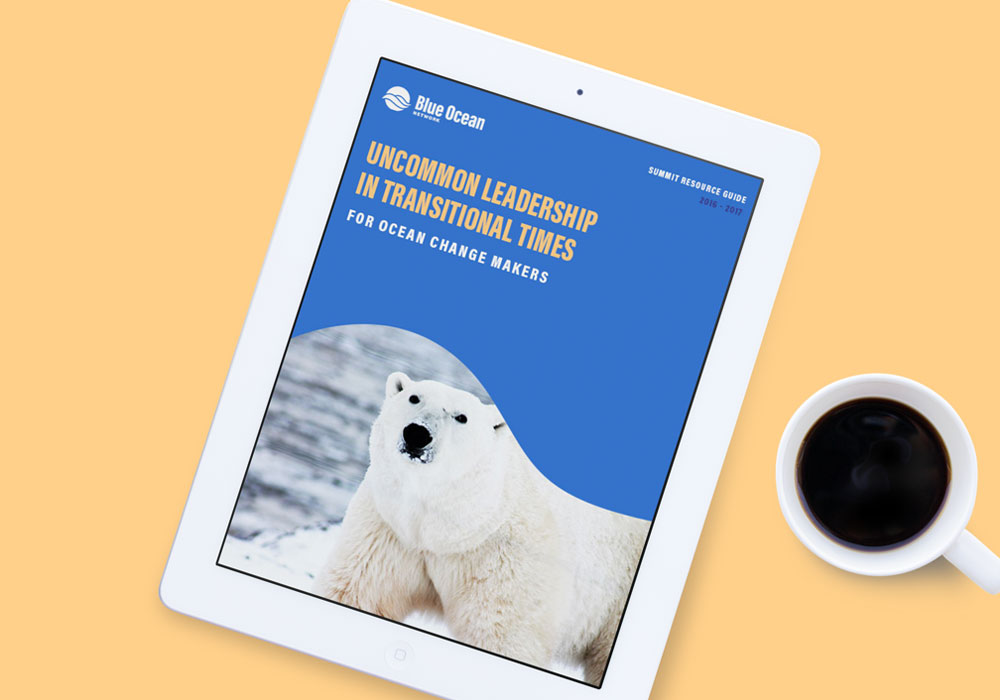 Blue Ocean
NETWORK
SUMMIT RESOURCE GUIDE
2016 - 2017
UNCOMMON LEADERSHIP
IN TRANSITIONAL TIMES
FOR OCEAN CHANGE MAKERS